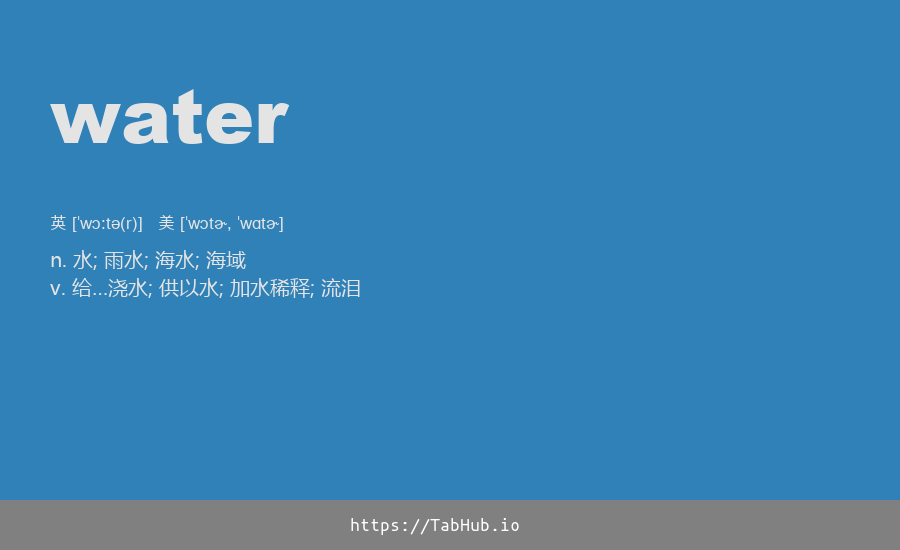 water
英 [ˈwɔːtə(r)] 美 [ˈwɔtɚ, ˈwɑtɚ]
n. 水; 雨水; 海水; 海域
v. 给...浇水; 供以水; 加水稀释; 流泪
https://TabHub.io